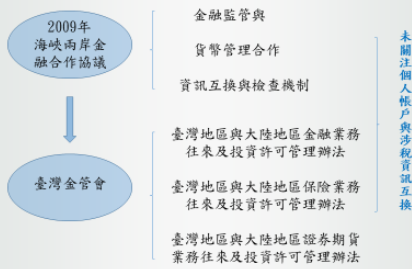 2009年
海峽兩岸金
融合作協議
金融監管與
貨幣管理合作
資訊互換與檢查機制
臺灣金管會
臺灣地區與大陸地區金融業務
往來及投資許可管理辦法
臺灣地區與大陸地區保險業務
往來及投資許可管理辦法
臺灣地區與大陸地區證券期貨
業務往來及投資許可管理辦法
未關注個人帳戶與涉稅資訊互換